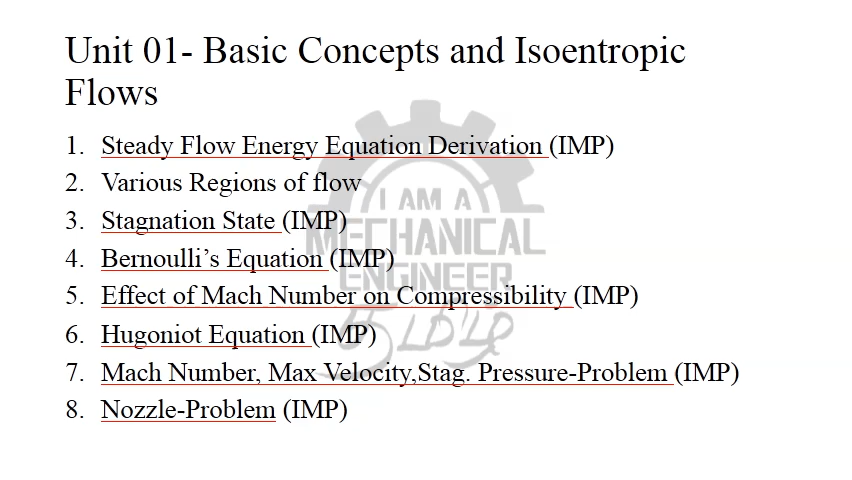 Unit 01- Basic Concepts and Isoentropic
Flows
1. Steady Flow Energy Equation Derivation (IMP)
2. Various Regions of flow
I AM A
3. Stagnation State (IMP)
MECHANICAL
4. Bernoulli’s Equation (IMP)
ENGINEER
5. Effect of Mach Number on Compressibility (IMP)
6. Hugoniot Equation (IMP)
7. Mach Number, Max Velocity,Stag. Pressure-Problem (IMP)
8. Nozzle-Problem (IMP)